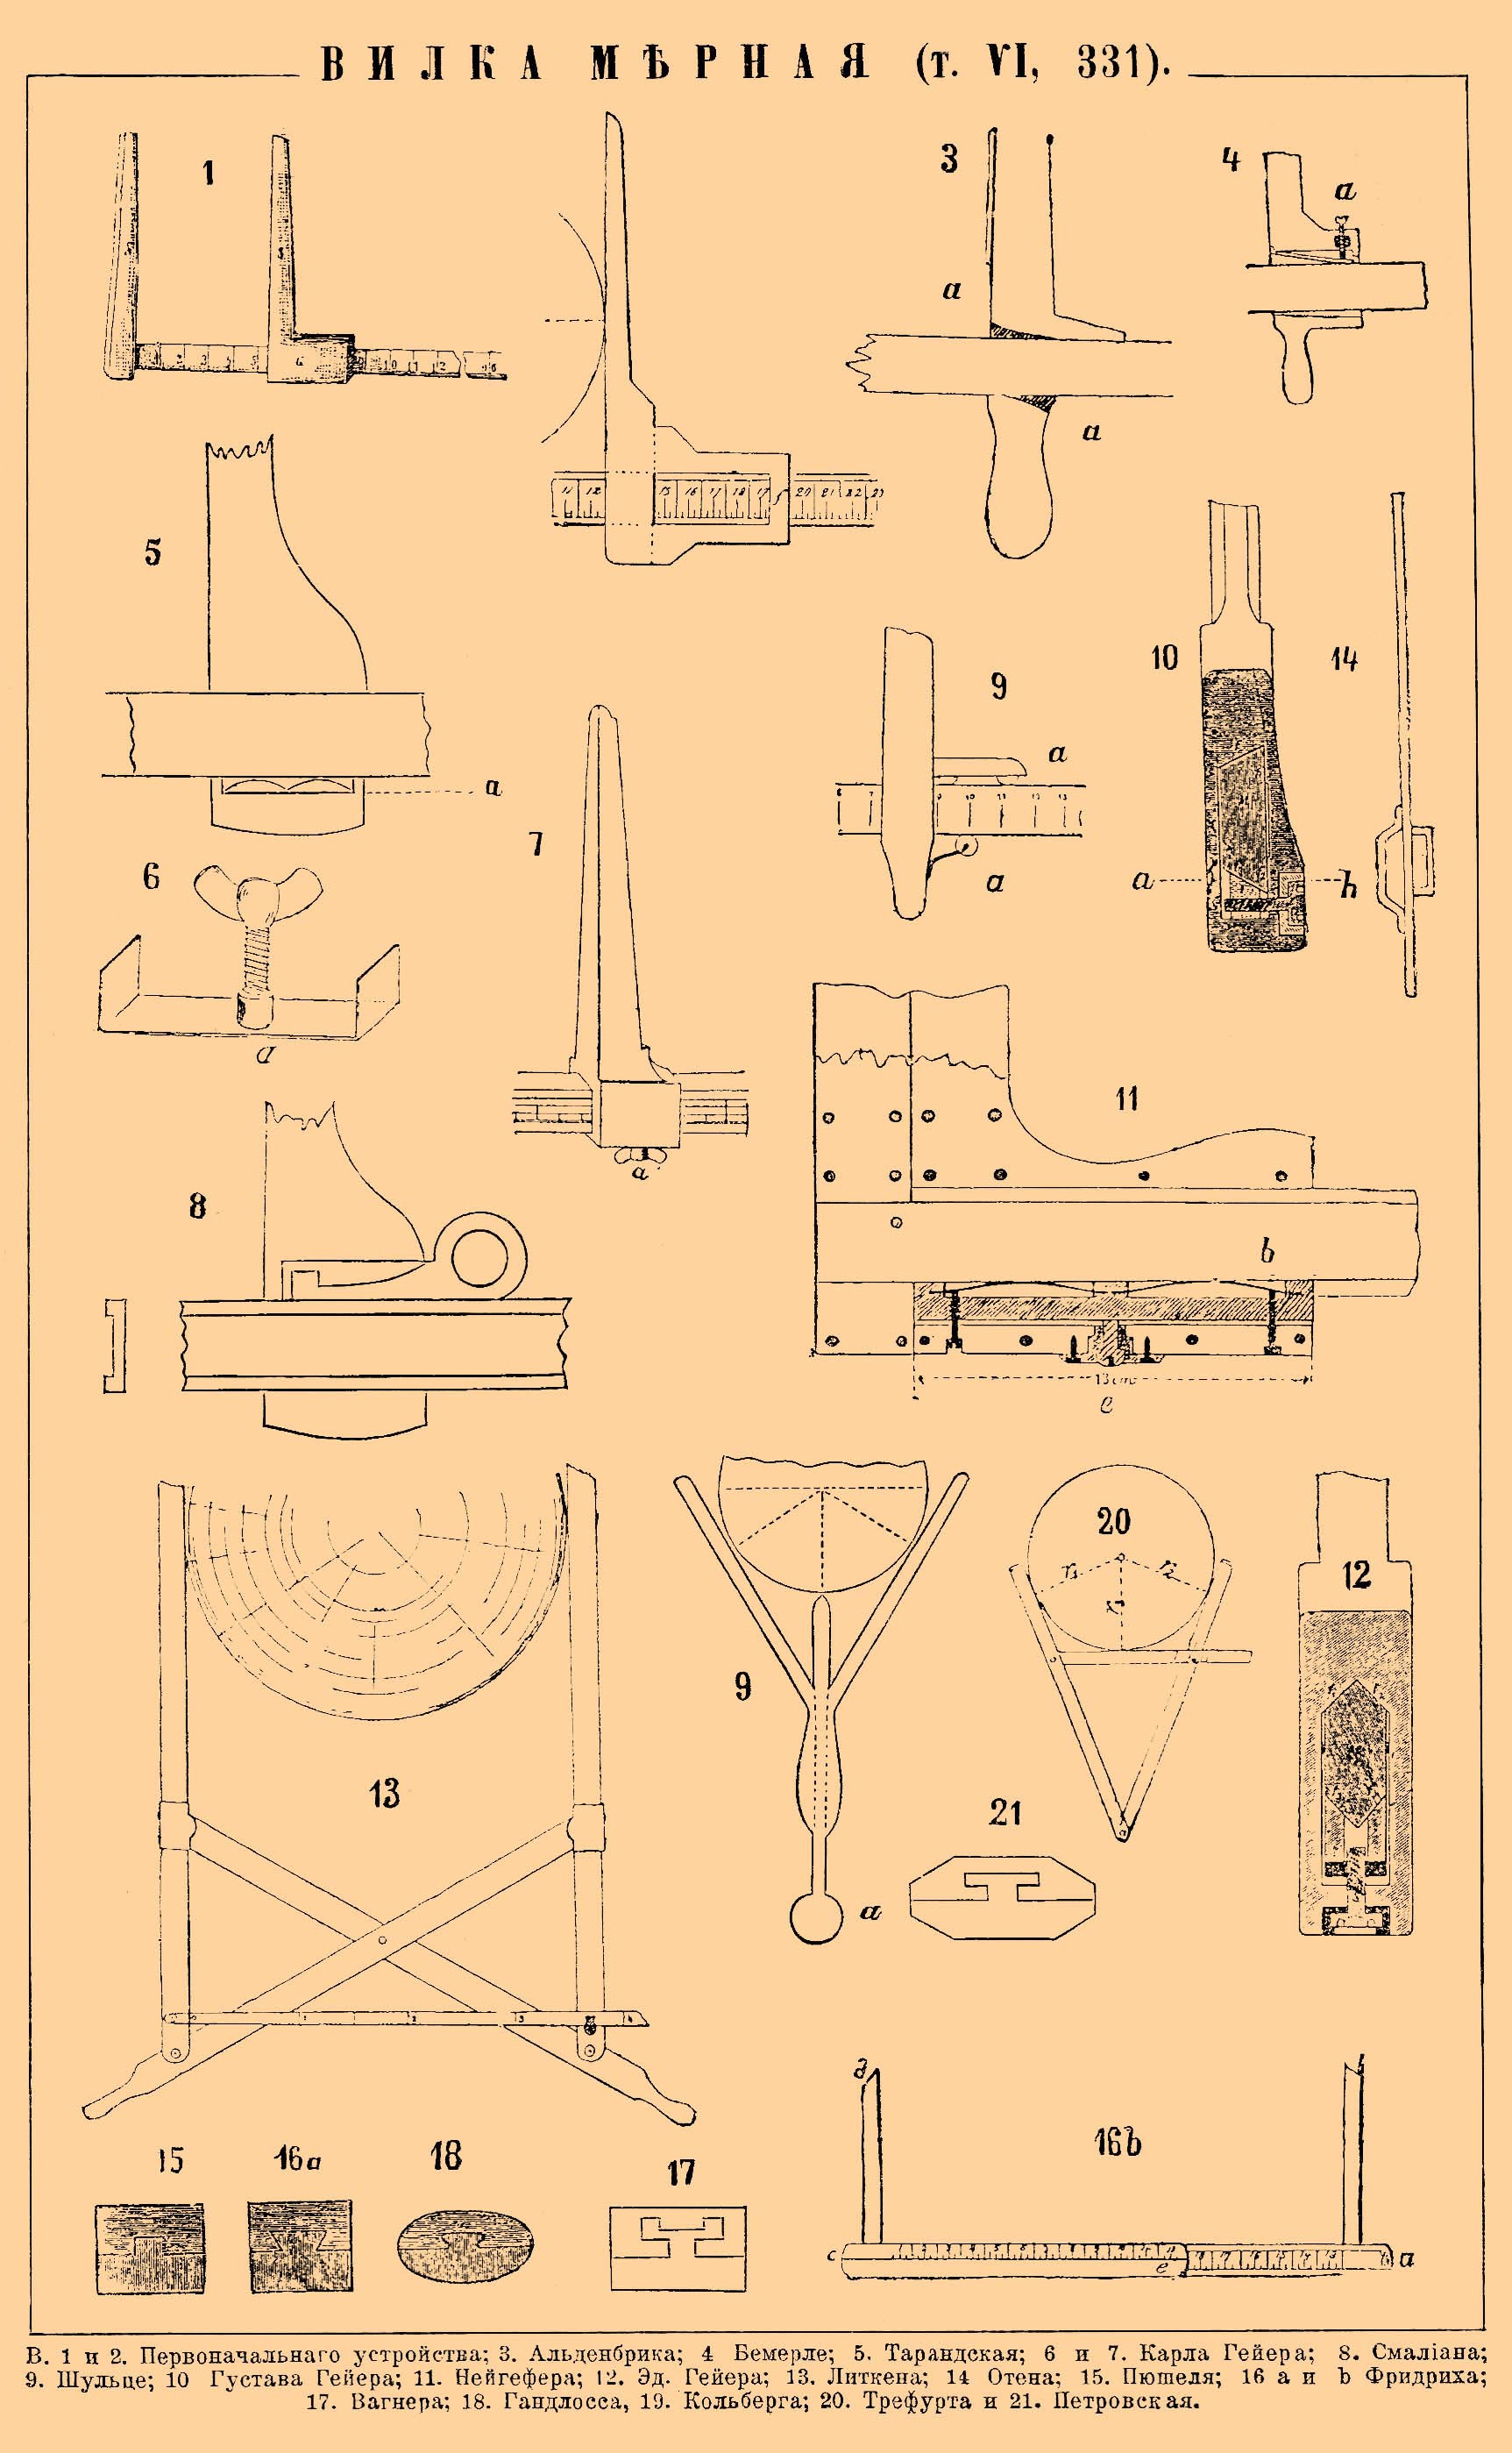 ВИЛКА МѢРНАЯ (т. VI, 331).
1
3
4
a
a
a
5
a
6
a
7
a
8
9
a
a
10
14
a
b
11
b
13 cm
e
9
a
20
r1
r2
12
13
21
15
16a
18
17
16b
c
e
a
В. 1 и 2. Первоначальнаго устройства; 3. Альденбрика; 4 Бемерле; 5. Тарандская; 6 и 7. Карла Гейера; 8. Смаліана;
9. Шульце; 10 Густава Гейера; 11. Нейгефера; 12. Эд. Гейера; 13. Литкена; 14 Отена; 15. Пюшеля; 16 а и b Фридриха;
17. Вагнера; 18. Гандлосса, 19. Кольберга; 20. Трефурта и 21. Петровская.